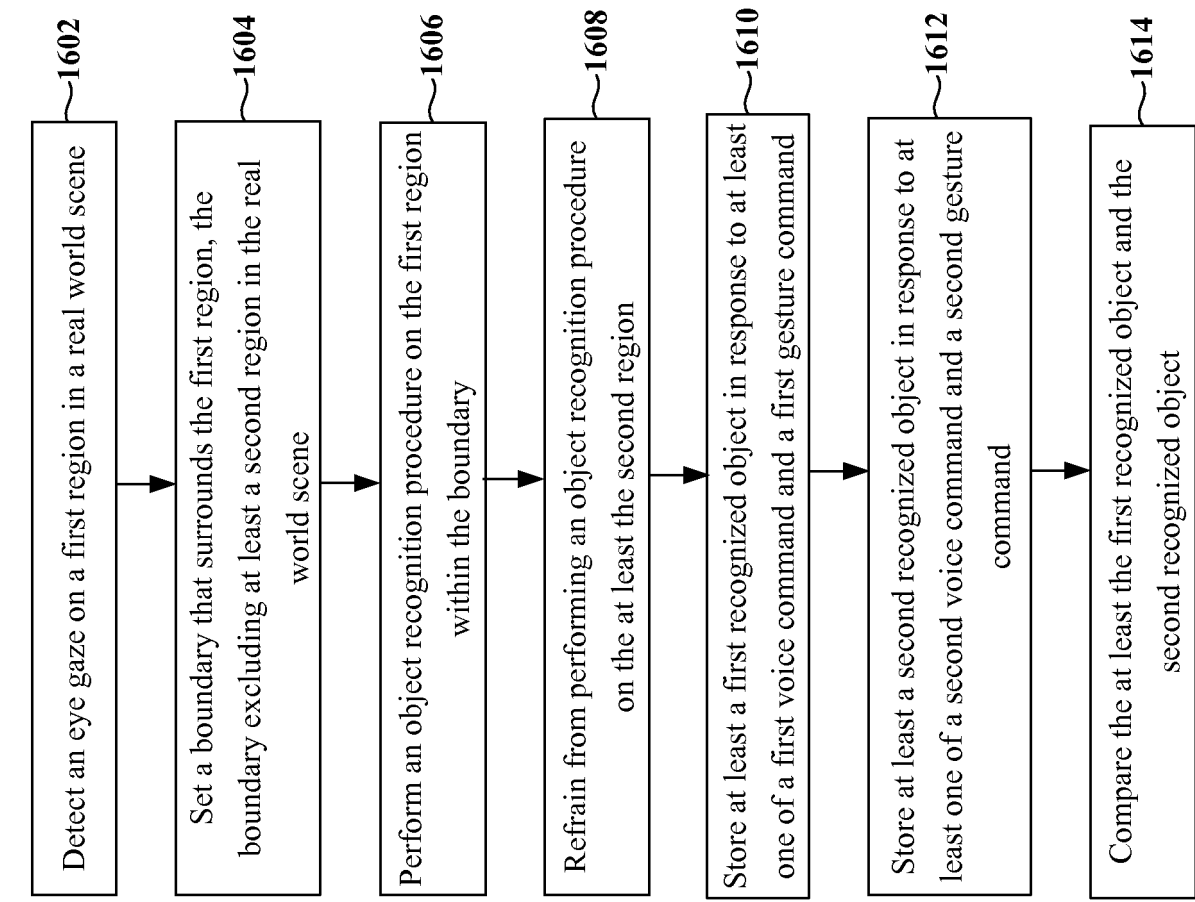 Detect an eye gaze on a first region in a real world scene
1602
Set a boundary that surrounds the first region, the
boundary excluding at least a second region in the real
world scene
1604
Perform an object recognition procedure on the first region
within the boundary
1606
Refrain from performing an object recognition procedure
on the at least the second region
1608
Store at least a first recognized object in response to at least
one of a first voice command and a first gesture command
1610
Store at least a second recognized object in response to at
least one of a second voice command and a second gesture
command
1612
Compare the at least the first recognized object and the
second recognized object
1614